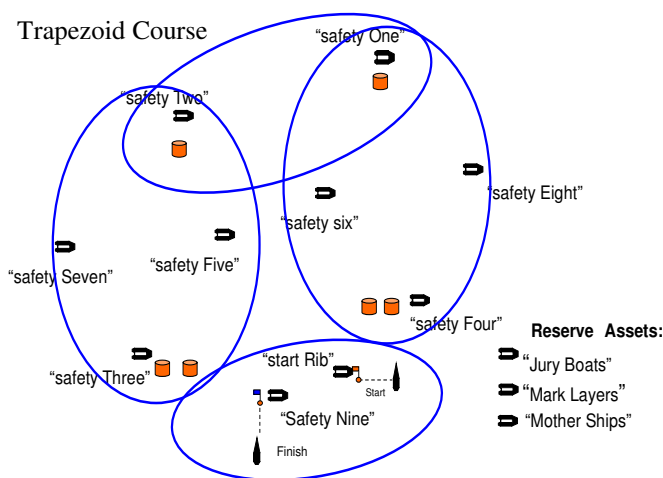 Trapezoid Course
“safety One”
“safety Two”
“safety Eight”
“safety six”
“safety Seven”
“safety Five”
“safety Four”
Reserve Assets:
“start Rib”
“Jury Boats”
“safety Three”
Start
“Mark Layers”
“Safety Nine”
“Mother Ships”
Finish